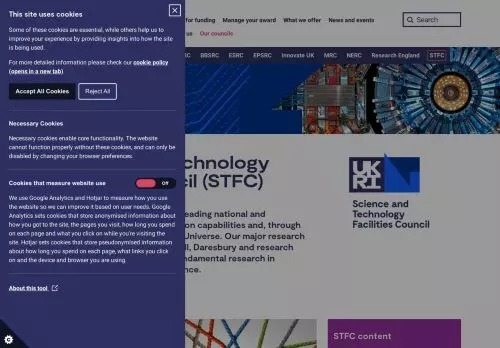 This site uses cookies
Some of these cookies are essential, while others help us to
improve your experience by providing insights into how the site
is being used.
For more detailed information please check our cookie policy
(opens in a new tab)
Accept All Cookies
Reject All
Necessary Cookies
Necessary cookies enable core functionality. The website
cannot function properly without these cookies, and can only be
disabled by changing your browser preferences.
Cookies that measure website use
Off
We use Google Analytics and Hotjar to measure how you use
the website so we can improve it based on user needs. Google
Analytics sets cookies that store anonymised information about
how you got to the site, the pages you visit, how long you spend
on each page and what you click on while you're visiting the
site. Hotjar sets cookies that store pseudonymised information
about how long you spend on each page, what links you click
on and the device and browser you are using.
About this tool
for funding Manage your award What we offer News and events
Search
us Our councils
RC BBSRC ESRC EPSRC Innovate UK MRC NERC Research England STFC
chnology
cil (STFC)
UK
RI
Science and
Technology
Facilities Council
eading national and
on capabilities and, through
Universe. Our major research
ll, Daresbury and research
ndamental research in
nce.
STFC content